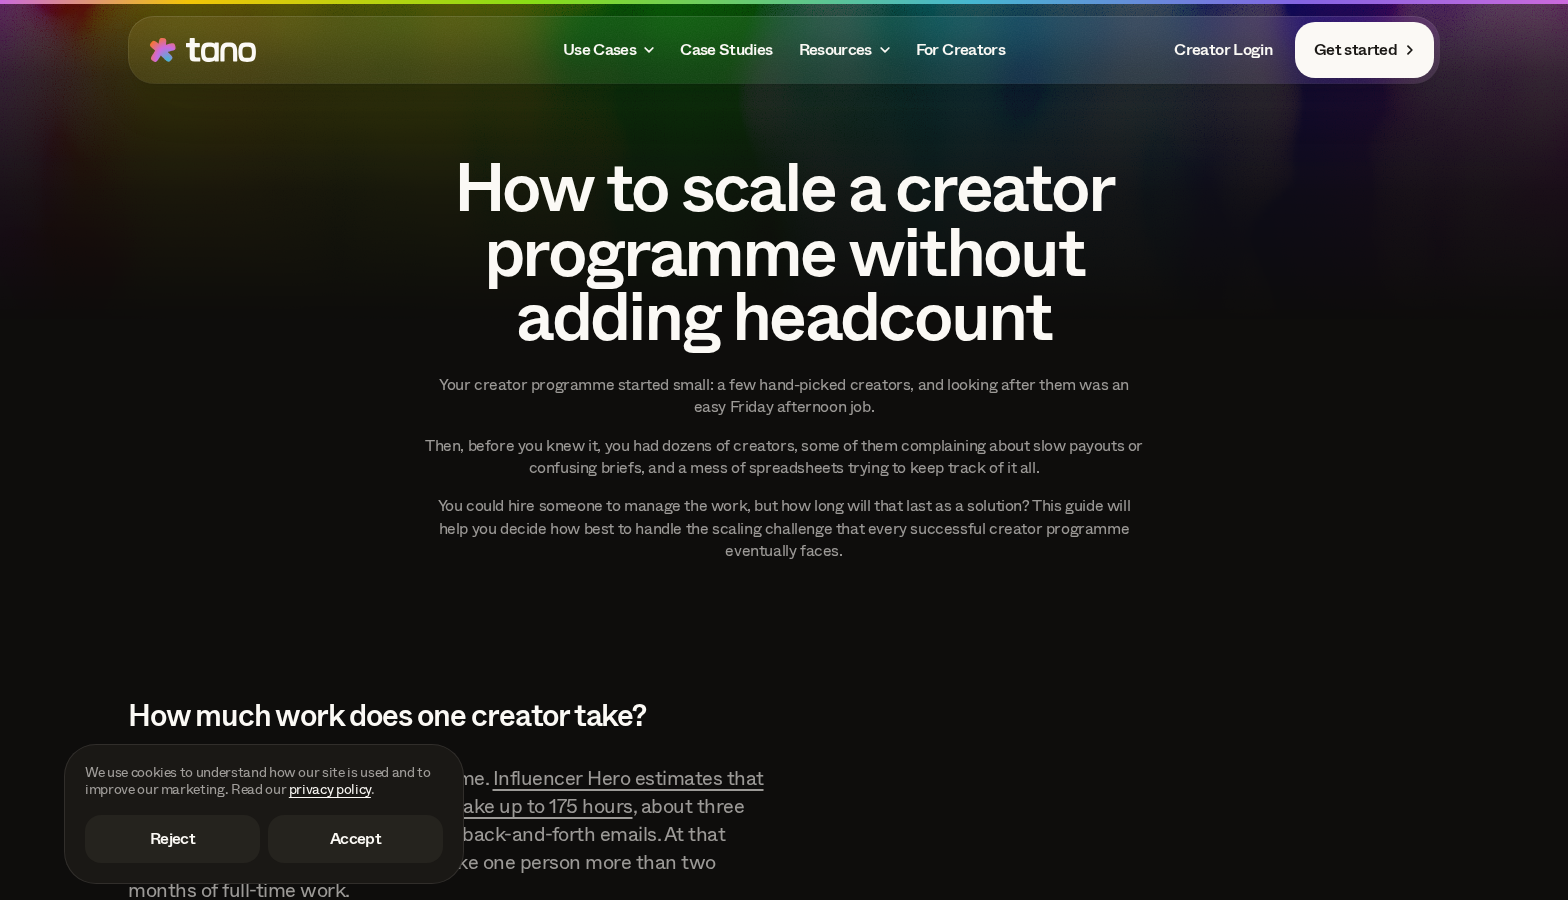 tano
Use Cases
Case Studies
Resources
For Creators
Creator Login
Get started
How to scale a creator
programme without
adding headcount
Your creator programme started small: a few hand-picked creators, and looking after them was an
easy Friday afternoon job.
Then, before you knew it, you had dozens of creators, some of them complaining about slow payouts or
confusing briefs, and a mess of spreadsheets trying to keep track of it all.
You could hire someone to manage the work, but how long will that last as a solution? This guide will
help you decide how best to handle the scaling challenge that every successful creator programme
eventually faces.
How much work does one creator take?
Influencer Hero estimates that
up to 175 hours, about three
back-and-forth emails. At that
one person more than two
months of full-time work.
We use cookies to understand how our site is used and to
improve our marketing. Read our privacy policy.
Reject
Accept